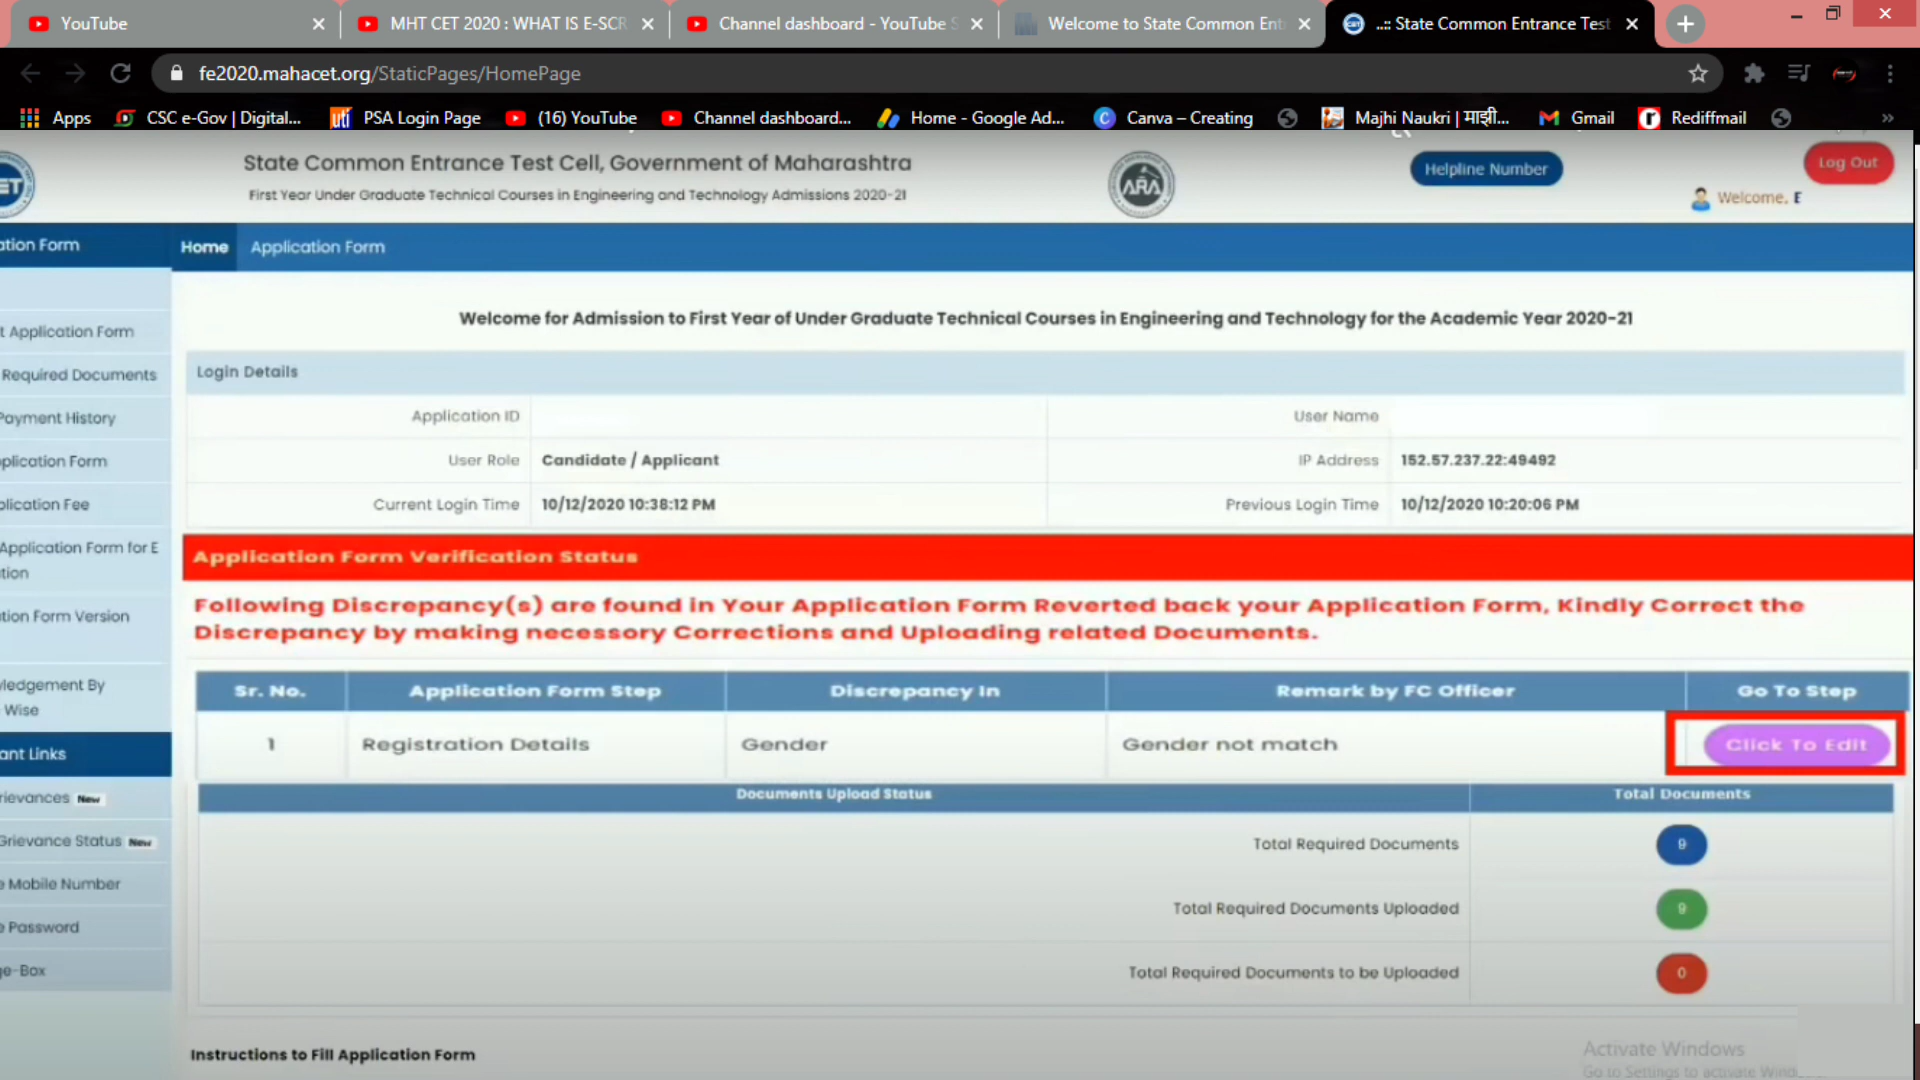 YouTube
MHT CET 2020 : WHAT IS E-SCR
Channel dashboard - YouTube S
Welcome to State Common Ent
..:: State Common Entrance Test
fe2020.mahacet.org/StaticPages/HomePage
Apps
CSC e-Gov | Digital...
uti PSA Login Page
(16) YouTube
Channel dashboard...
Home - Google Ad...
Canva – Creating
Majhi Naukri | माझी...
Gmail
Rediffmail
»
ET
State Common Entrance Test Cell, Government of Maharashtra
First Year Under Graduate Technical Courses in Engineering and Technology Admissions 2020-21
ARA
Helpline Number
Log Out
Welcome, E
ation Form
Home
Application Form
t Application Form
Required Documents
Payment History
plication Form
plication Fee
Application Form for E
tion
tion Form Version
ledgement By
Wise
ant Links
rievances New
Grievance Status New
e Mobile Number
e Password
ge-Box
Welcome for Admission to First Year of Under Graduate Technical Courses in Engineering and Technology for the Academic Year 2020-21
Login Details
Application ID
User Name
User Role Candidate / Applicant
IP Address 152.57.237.22:49492
Current Login Time 10/12/2020 10:38:12 PM
Previous Login Time 10/12/2020 10:20:06 PM
Application Form Verification Status
Following Discrepancy(s) are found in Your Application Form Reverted back your Application Form, Kindly Correct the
Discrepancy by making necessary Corrections and Uploading related Documents.
Sr. No. Application Form Step Discrepancy In Remark by FC Officer Go To Step
1 Registration Details Gender Gender not match Click To Edit
Documents Upload Status Total Documents
Total Required Documents 9
Total Required Documents Uploaded 9
Total Required Documents to be Uploaded 0
Instructions to Fill Application Form
Activate Windows
Go to Settings to activate Wind